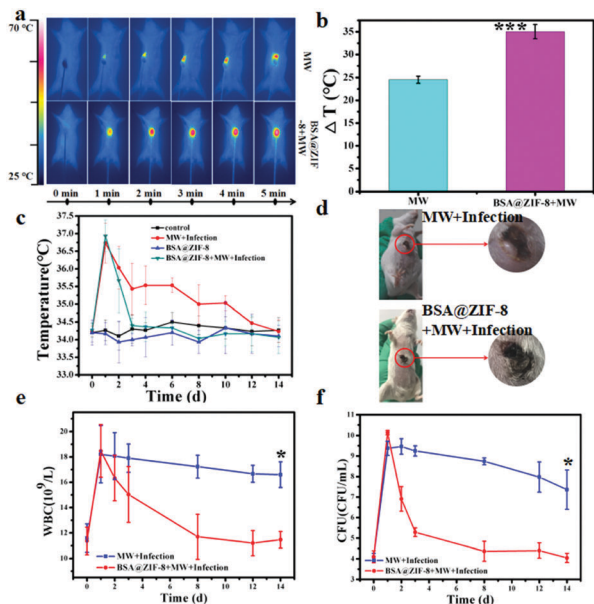 a
70 °C
25 °C
MW
BSA@ZIF
-8+MW
0 min 1 min 2 min 3 min 4 min 5 min
b
Δ T (°C)
35
30
25
20
15
10
5
0
***
MW BSA@ZIF-8+MW
c
Temperature(°C)
37.5
37.0
36.5
36.0
35.5
35.0
34.5
34.0
33.5
33.0
control
MW+Infection
BSA@ZIF-8
BSA@ZIF-8+MW+Infection
0 2 4 6 8 10 12 14
Time (d)
d
MW+Infection
BSA@ZIF-8
+MW+Infection
e
WBC(10⁹/L)
20
18
16
14
12
10
*
MW+Infection
BSA@ZIF-8+MW+Infection
0 2 4 6 8 10 12 14
Time (d)
f
CFU(CFU/mL)
11
10
9
8
7
6
5
4
3
*
MW+Infection
BSA@ZIF-8+MW+Infection
0 2 4 6 8 10 12 14
Time (d)